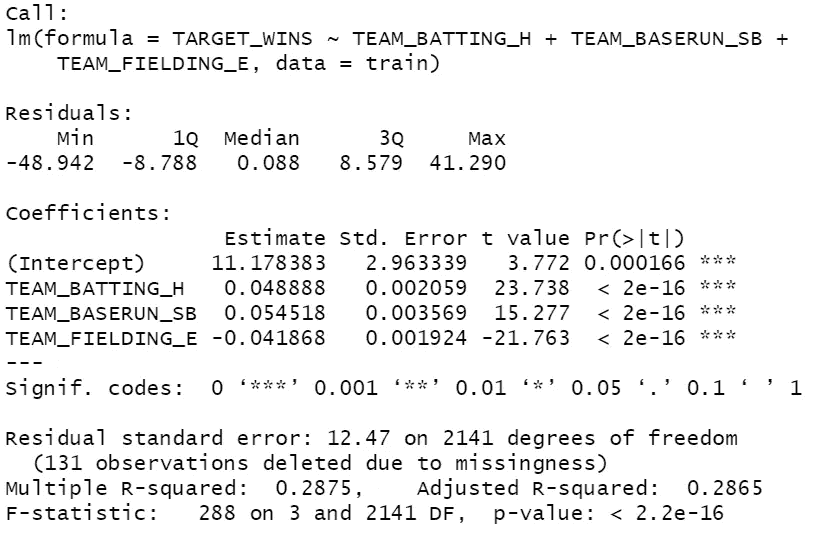 Call:
lm(formula = TARGET_WINS ~ TEAM_BATTING_H + TEAM_BASERUN_SB +
    TEAM_FIELDING_E, data = train)

Residuals:
    Min      1Q  Median      3Q     Max
-48.942  -8.788   0.088   8.579  41.290

Coefficients:
                 Estimate Std. Error t value Pr(>|t|)
(Intercept)     11.178383   2.963339   3.772 0.000166 ***
TEAM_BATTING_H   0.048888   0.002059  23.738  < 2e-16 ***
TEAM_BASERUN_SB  0.054518   0.003569  15.277  < 2e-16 ***
TEAM_FIELDING_E -0.041868   0.001924 -21.763  < 2e-16 ***
---
Signif. codes:  0 ‘***’ 0.001 ‘**’ 0.01 ‘*’ 0.05 ‘.’ 0.1 ‘ ’ 1

Residual standard error: 12.47 on 2141 degrees of freedom
  (131 observations deleted due to missingness)
Multiple R-squared:  0.2875,    Adjusted R-squared:  0.2865
F-statistic:   288 on 3 and 2141 DF,  p-value: < 2.2e-16